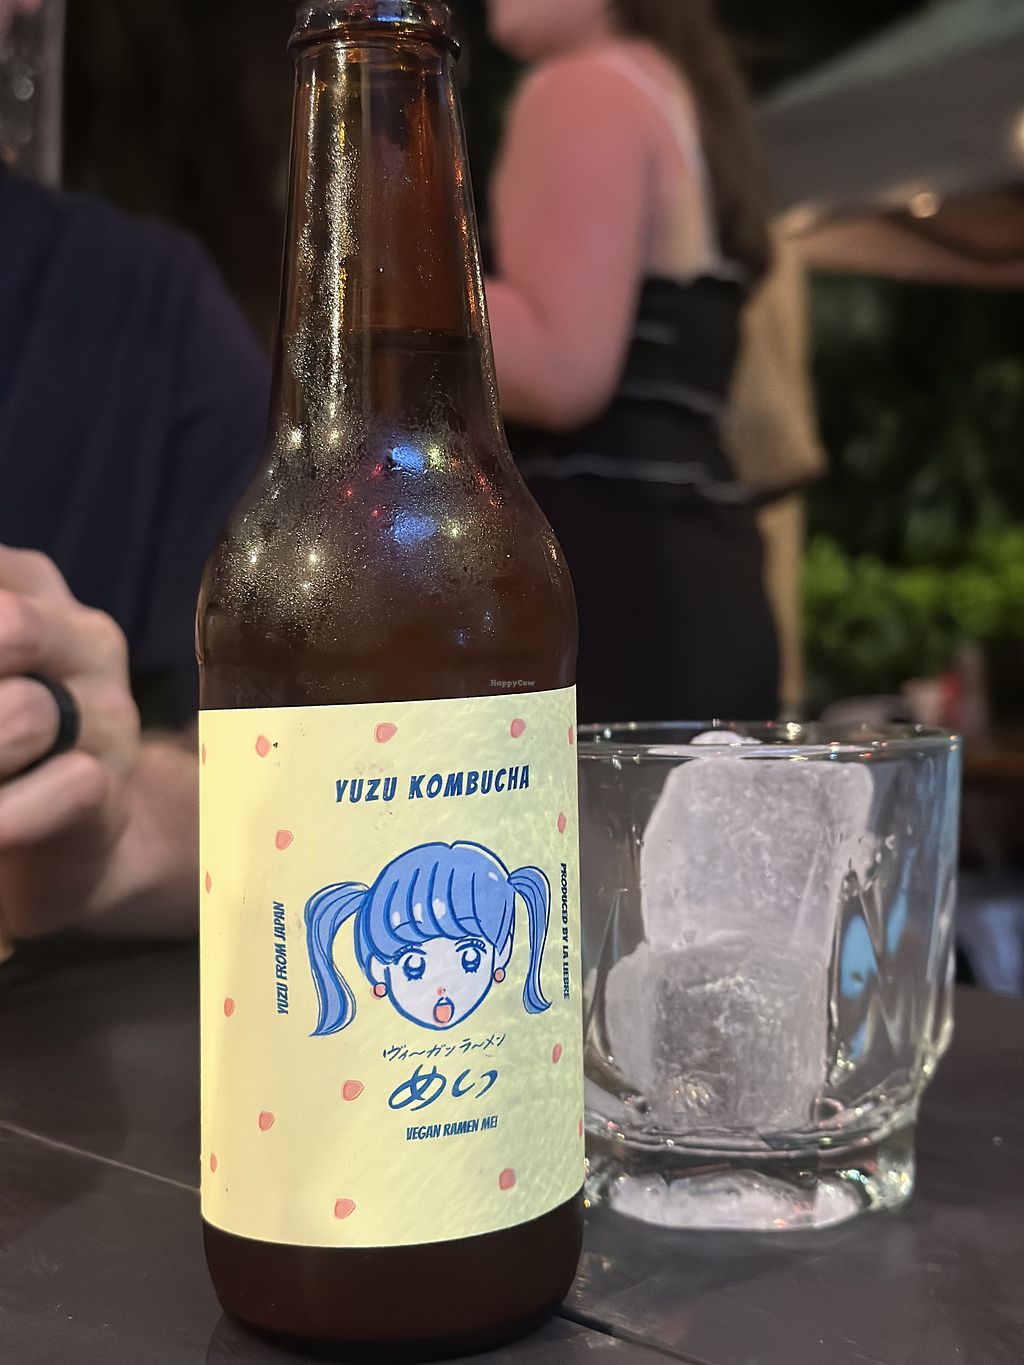 HappyCow
YUZU KOMBUCHA
YUZU FROM JAPAN
PRODUCED BY LA LIEBRE
ヴィーガンラーメン
めい
VEGAN RAMEN MEI